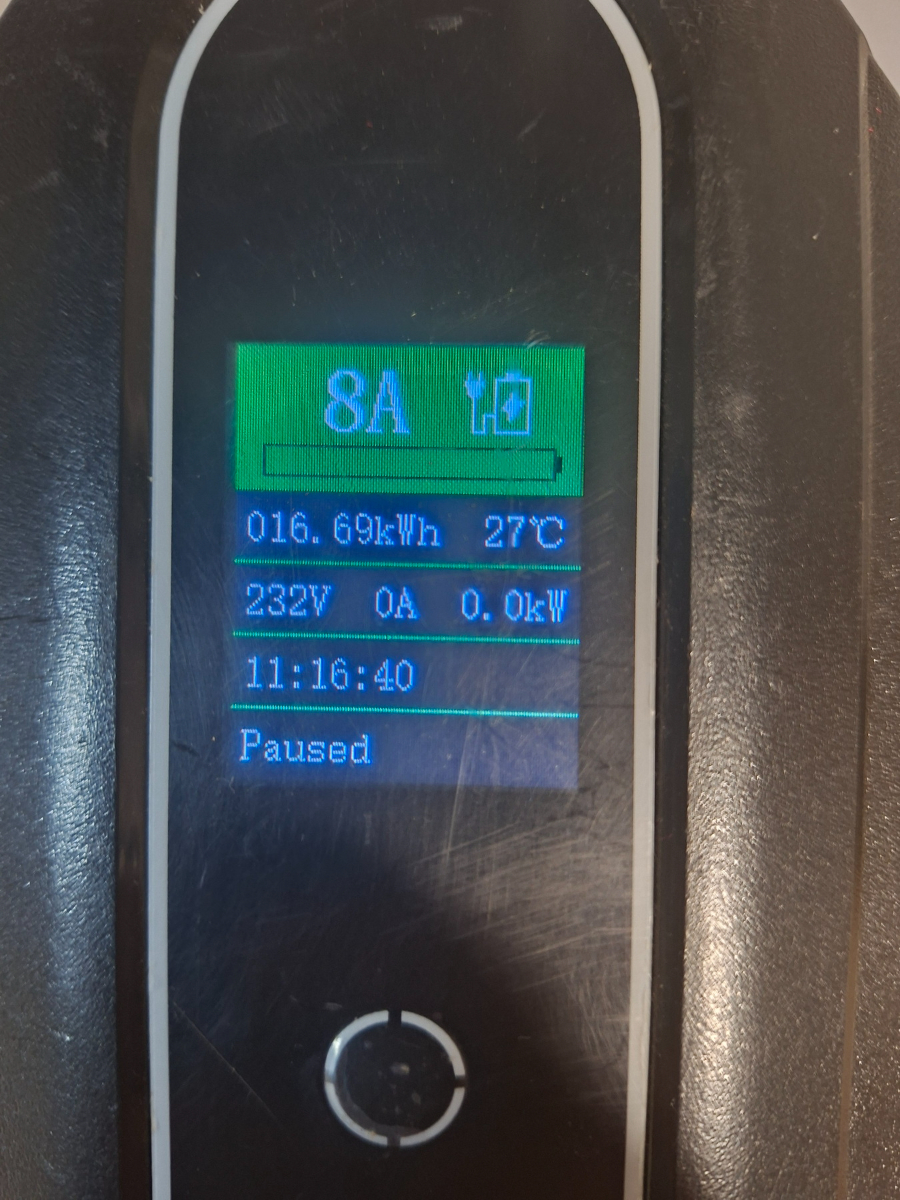 8A
016.69kWh 27℃
232V 0A 0.0kW
11:16:40
Paused